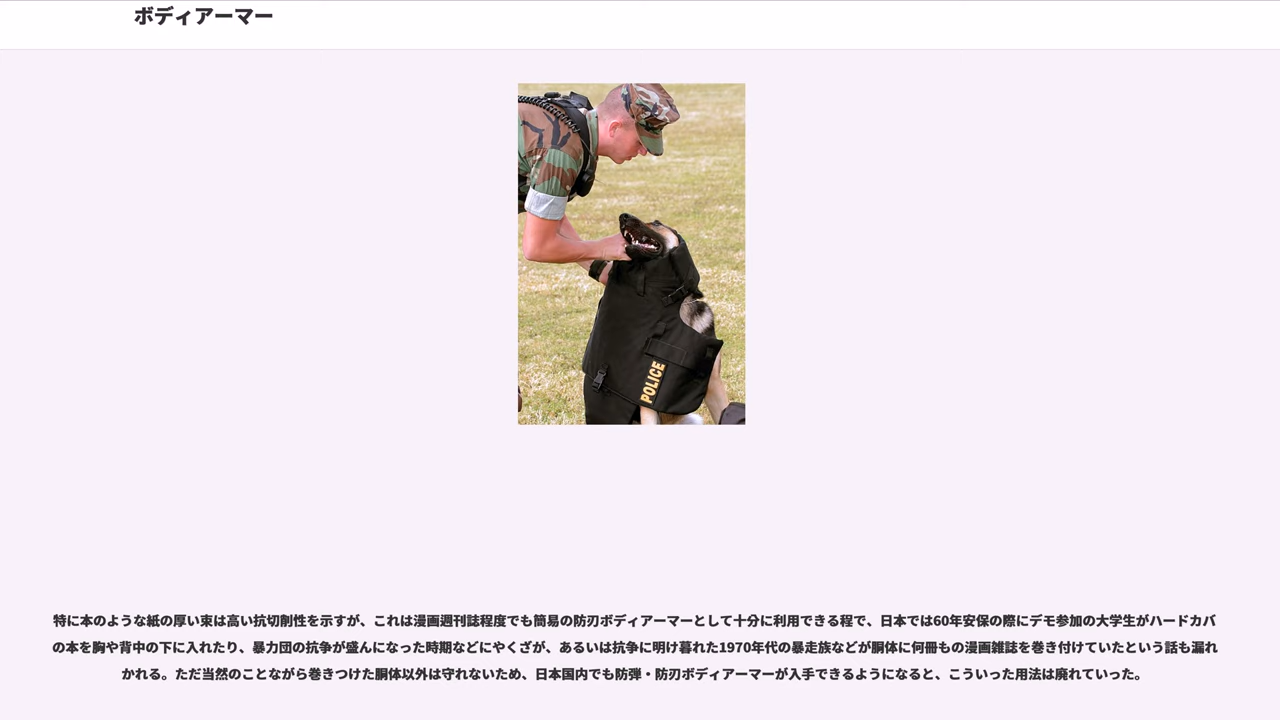 ボディアーマー
POLICE
特に本のような紙の厚い束は高い抗切削性を示すが、これは漫画週刊誌程度でも簡易の防刃ボディアーマーとして十分に利用できる程で、日本では60年安保の際にデモ参加の大学生がハードカバ
の本を胸や背中の下に入れたり、暴力団の抗争が盛んになった時期などにやくざが、あるいは抗争に明け暮れた1970年代の暴走族などが胴体に何冊もの漫画雑誌を巻き付けていたという話も漏れ
かれる。ただ当然のことながら巻きつけた胴体以外は守れないため、日本国内でも防弾・防刃ボディアーマーが入手できるようになると、こういった用法は廃れていった。